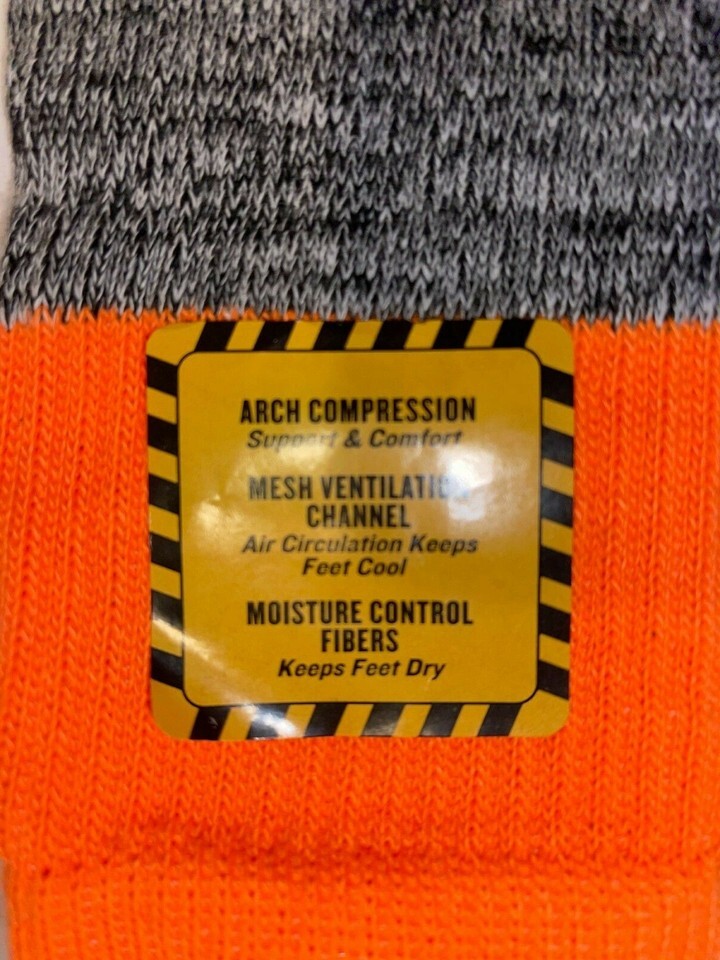 ARCH COMPRESSION
Support & Comfort
MESH VENTILATION
CHANNEL
Air Circulation Keeps
Feet Cool
MOISTURE CONTROL
FIBERS
Keeps Feet Dry